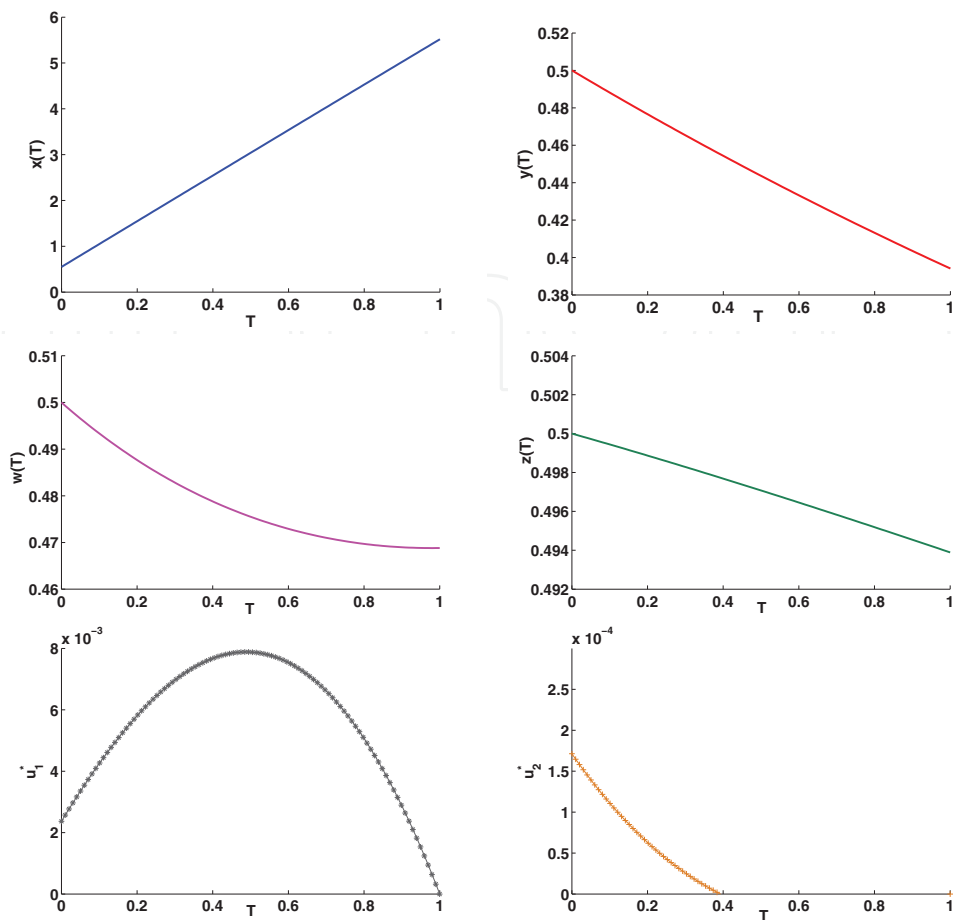 6
5
4
3
2
1
0
x(T)
0 0.2 0.4 0.6 0.8 1
T
0.52
0.5
0.48
0.46
0.44
0.42
0.4
0.38
y(T)
0 0.2 0.4 0.6 0.8 1
T
0.51
0.5
0.49
0.48
0.47
0.46
w(T)
0 0.2 0.4 0.6 0.8 1
T
0.504
0.502
0.5
0.498
0.496
0.494
0.492
z(T)
0 0.2 0.4 0.6 0.8 1
T
x 10⁻³
8
6
4
2
0
u₁*
0 0.2 0.4 0.6 0.8 1
T
x 10⁻⁴
2.5
2
1.5
1
0.5
0
u₂*
0 0.2 0.4 0.6 0.8 1
T